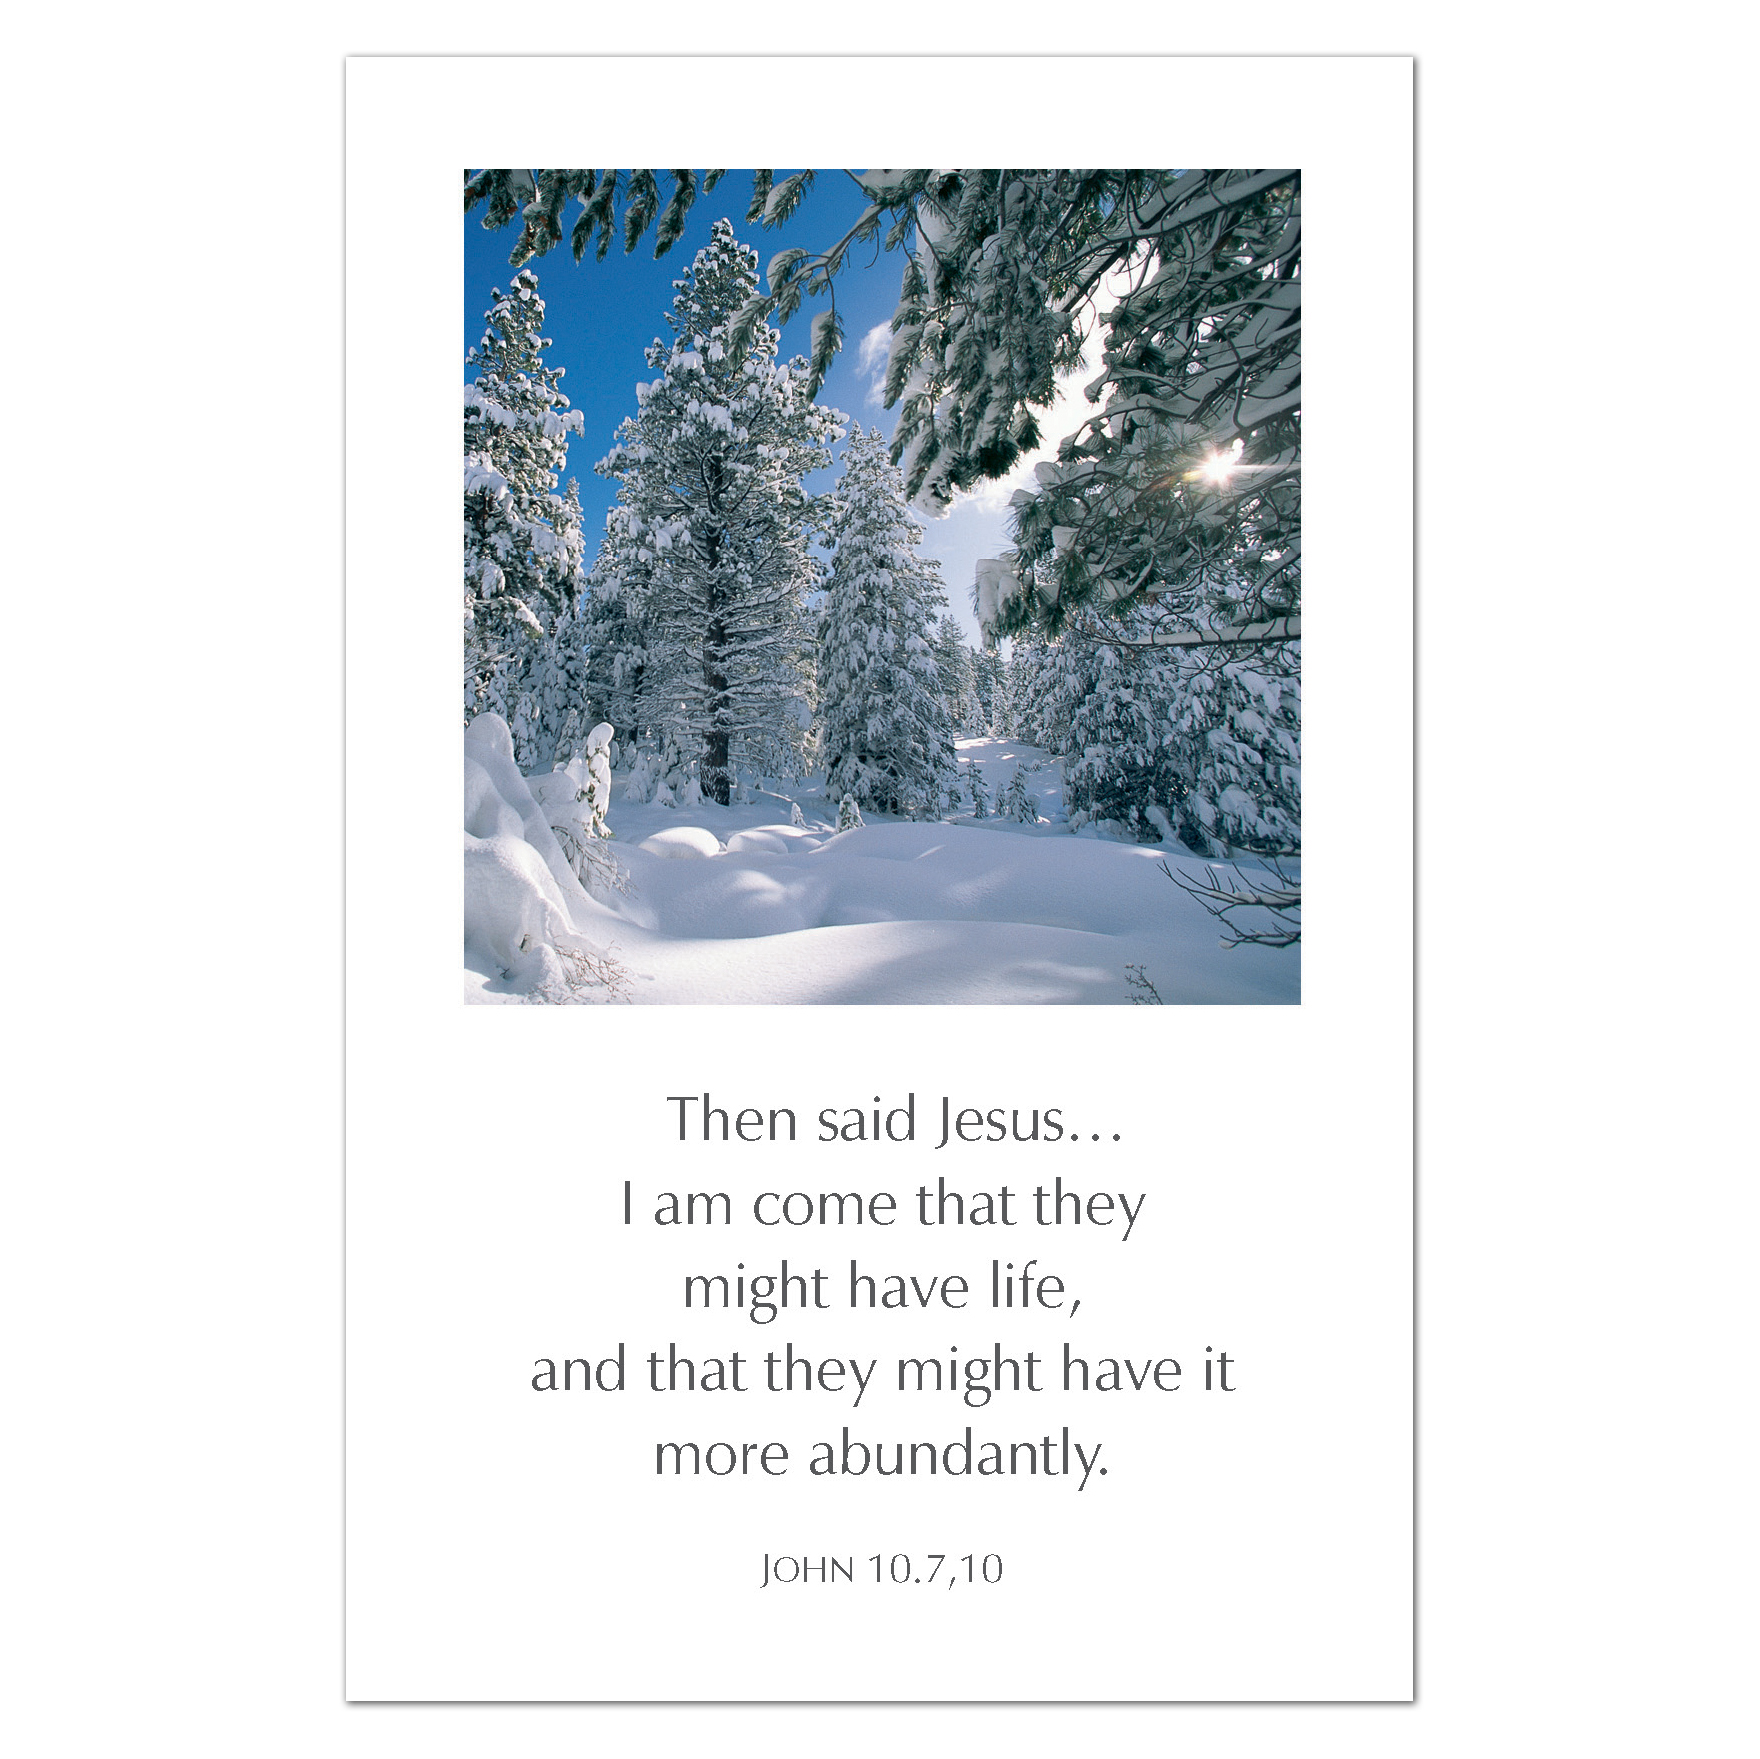 Then said Jesus…
I am come that they
might have life,
and that they might have it
more abundantly.
John 10.7,10